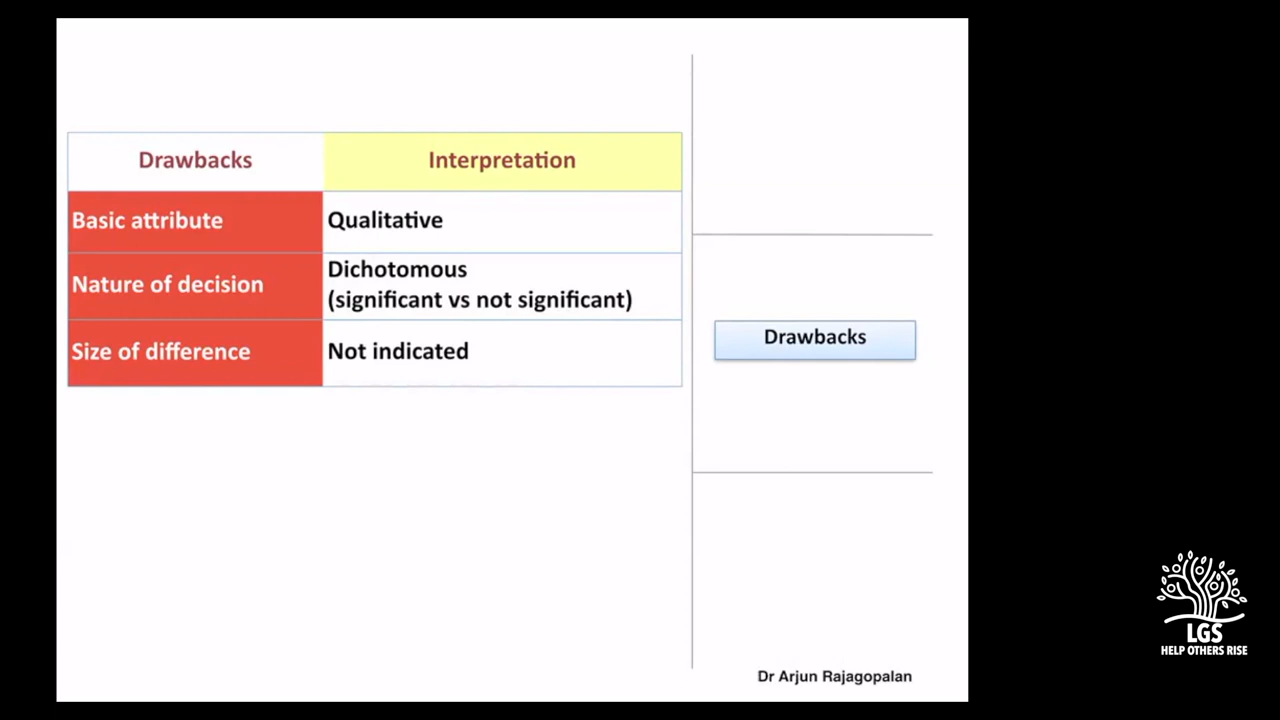 Drawbacks Interpretation
Basic attribute Qualitative
Nature of decision Dichotomous
(significant vs not significant)
Size of difference Not indicated
Drawbacks
Dr Arjun Rajagopalan
LGS
HELP OTHERS RISE